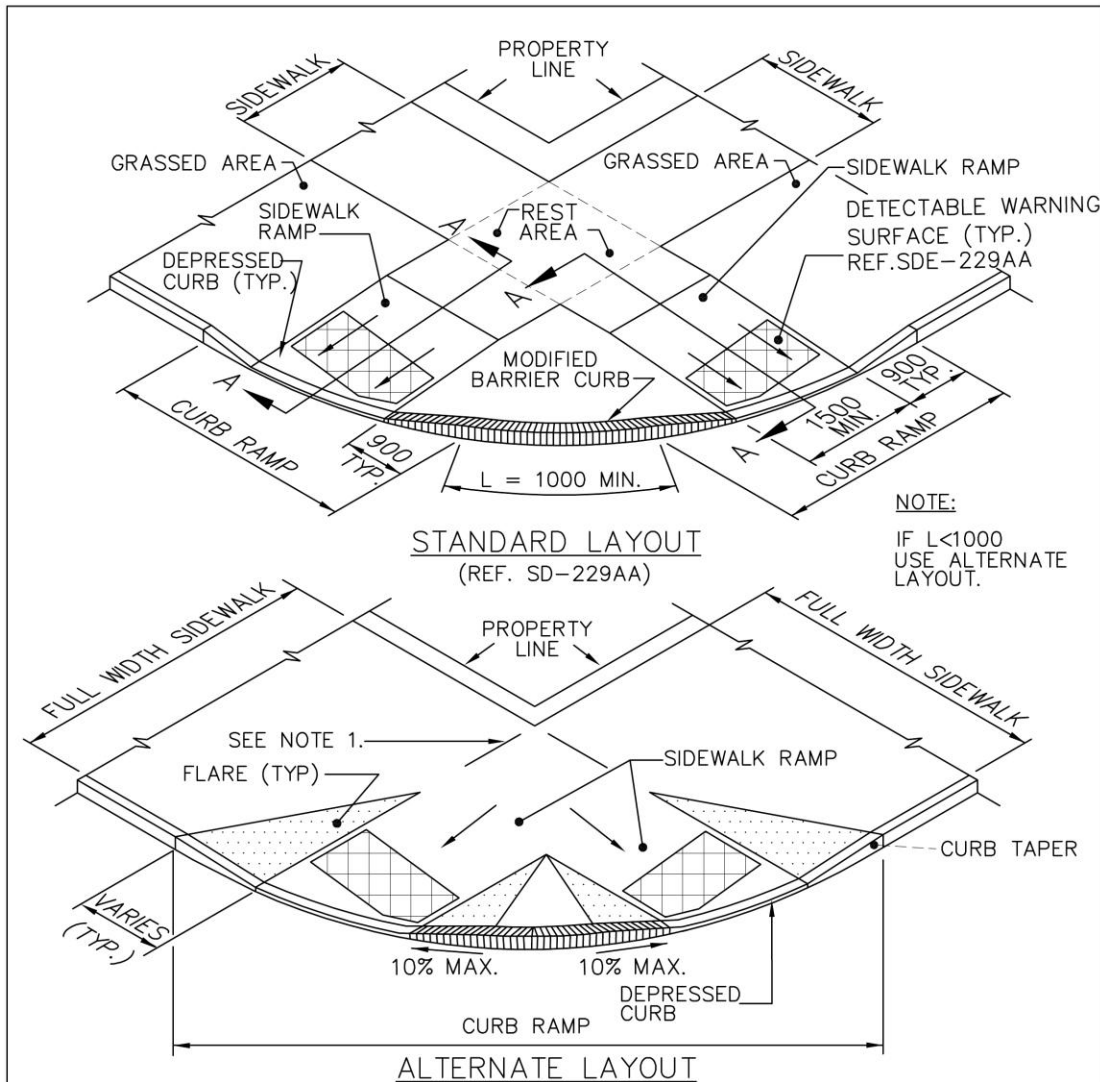 PROPERTY
LINE
SIDEWALK
SIDEWALK
GRASSED AREA
GRASSED AREA
SIDEWALK RAMP
SIDEWALK
RAMP
REST
AREA
DETECTABLE WARNING
SURFACE (TYP.)
REF.SDE-229AA
DEPRESSED
CURB (TYP.)
A
A
A
A
MODIFIED
BARRIER CURB
900
TYP.
1500
MIN.
CURB RAMP
CURB RAMP
900
TYP.
L = 1000 MIN.
NOTE:
IF L<1000
USE ALTERNATE
LAYOUT.
STANDARD LAYOUT
(REF. SD-229AA)
FULL WIDTH SIDEWALK
PROPERTY
LINE
FULL WIDTH SIDEWALK
SEE NOTE 1.
FLARE (TYP)
SIDEWALK RAMP
CURB TAPER
VARIES
(TYP.)
10% MAX.
10% MAX.
DEPRESSED
CURB
CURB RAMP
ALTERNATE LAYOUT